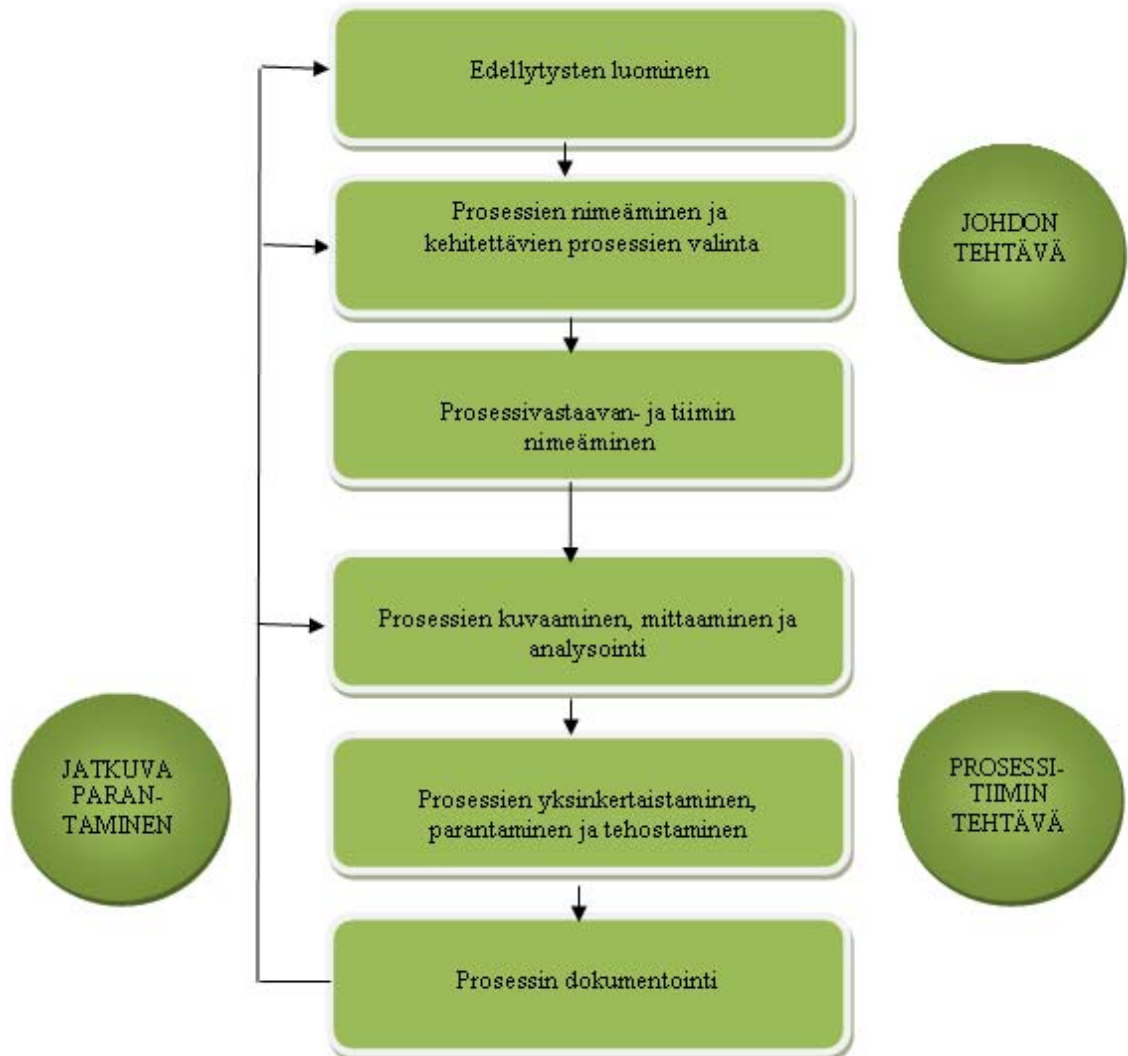 Edellytysten luominen
Prosessien nimeäminen ja
kehitettävien prosessien valinta
JOHDON
TEHTÄVÄ
Prosessivastaavan- ja tiimin
nimeäminen
Prosessien kuvaaminen, mittaaminen ja
analysointi
JATKUVA
PARAN-
TAMINEN
Prosessien yksinkertaistaminen,
parantaminen ja tehostaminen
PROSESSI-
TIIMIN
TEHTÄVÄ
Prosessin dokumentointi